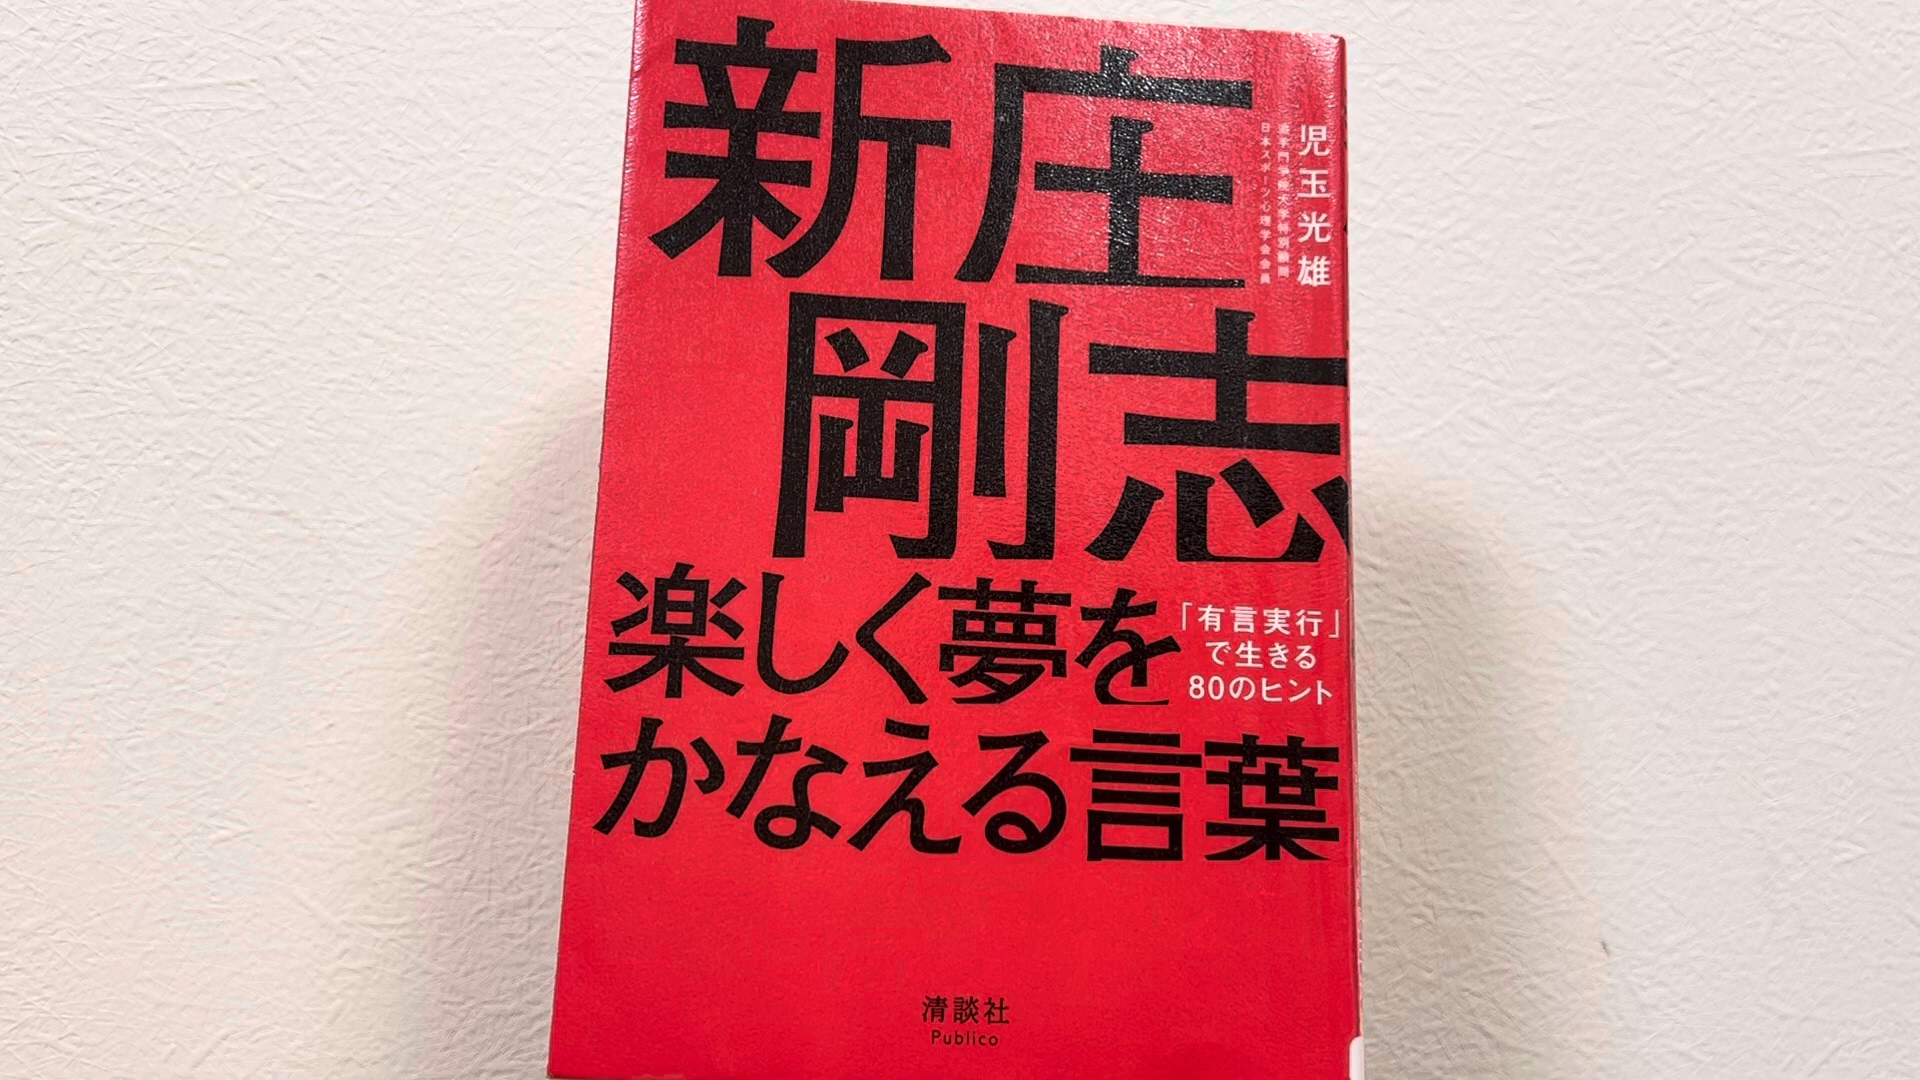 新庄
剛志
児玉光雄
追手門学院大学特別顧問
日本スポーツ心理学会会員
楽しく夢を
かなえる言葉
「有言実行」
で生きる
80のヒント
清談社
Publico